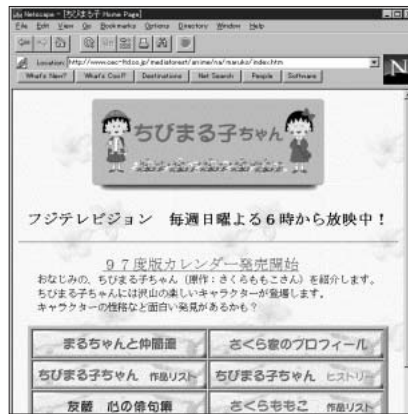 Netscape - [ちびまる子 Home Page]
File Edit View Go Bookmarks Options Directory Window Help
Location: http://www.cec-ltd.co.jp/mediaforest/anime/na/maruko/index.htm
What's New? What's Cool? Destinations Net Search People Software
N
ちびまる子ちゃん
フジテレビジョン 毎週日曜よる6時から放映中!
97度版カレンダー発売開始
おなじみの、ちびまる子ちゃん(原作:さくらももこさん)を紹介します。
ちびまる子ちゃんには沢山の楽しいキャラクターが登場します。
キャラクターの性格など面白い発見があるかも?
まるちゃんと仲間達 さくら家のプロフィール
ちびまる子ちゃん 作品リスト ちびまる子ちゃん ヒストリー
友蔵 心の俳句集 さくらももこ 作品リスト